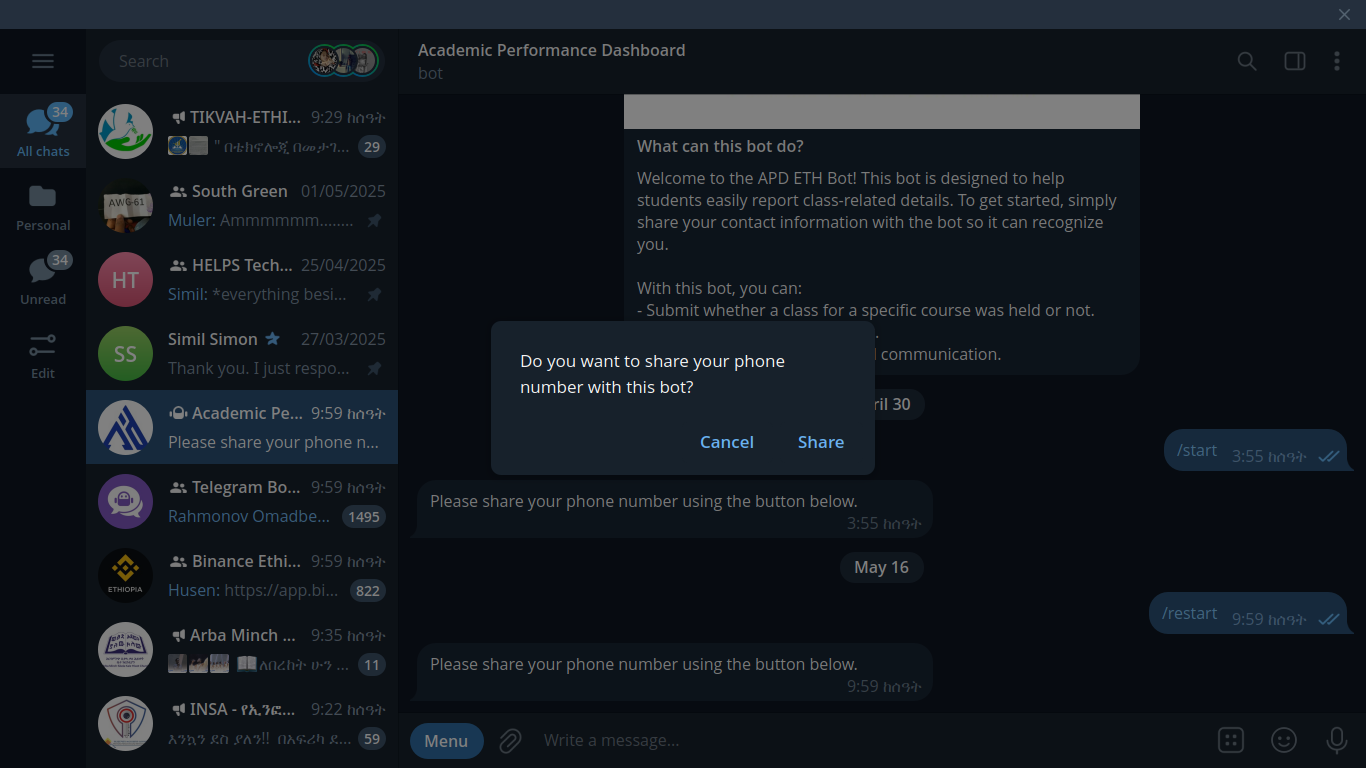 Search
34
All chats
Personal
34
Unread
Edit
TIKVAH-ETHI... 9:29 ከሰዓት
" በቴክኖሎጂ በመታገ... 29
AWG-61
South Green 01/05/2025
Muler: Ammmmmm........
HT
HELPS Tech... 25/04/2025
Simil: *everything besi...
SS
Simil Simon 27/03/2025
Thank you. I just respo...
Academic Pe... 9:59 ከሰዓት
Please share your phone n...
Telegram Bo... 9:59 ከሰዓት
Rahmonov Omadbe... 1495
ETHIOPIA
Binance Ethi... 9:59 ከሰዓት
Husen: https://app.bi... 822
Arba Minch ... 9:35 ከሰዓት
ለበረከት ሁን ... 11
INSA - የኢንፎ... 9:22 ከሰዓት
እንኳን ደስ ያለን!! በአፍሪካ ደ... 59
Academic Performance Dashboard
bot
What can this bot do?
Welcome to the APD ETH Bot! This bot is designed to help
students easily report class-related details. To get started, simply
share your contact information with the bot so it can recognize
you.
With this bot, you can:
- Submit whether a class for a specific course was held or not.
communication.
ril 30
Do you want to share your phone
number with this bot?
Cancel Share
/start 3:55 ከሰዓት
Please share your phone number using the button below.
3:55 ከሰዓት
May 16
/restart 9:59 ከሰዓት
Please share your phone number using the button below.
9:59 ከሰዓት
Menu Write a message...